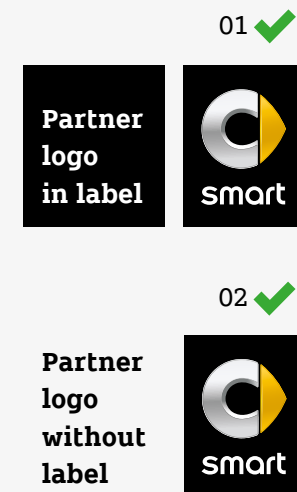 01
Partner
logo
in label
smart
02
Partner
logo
without
label
smart